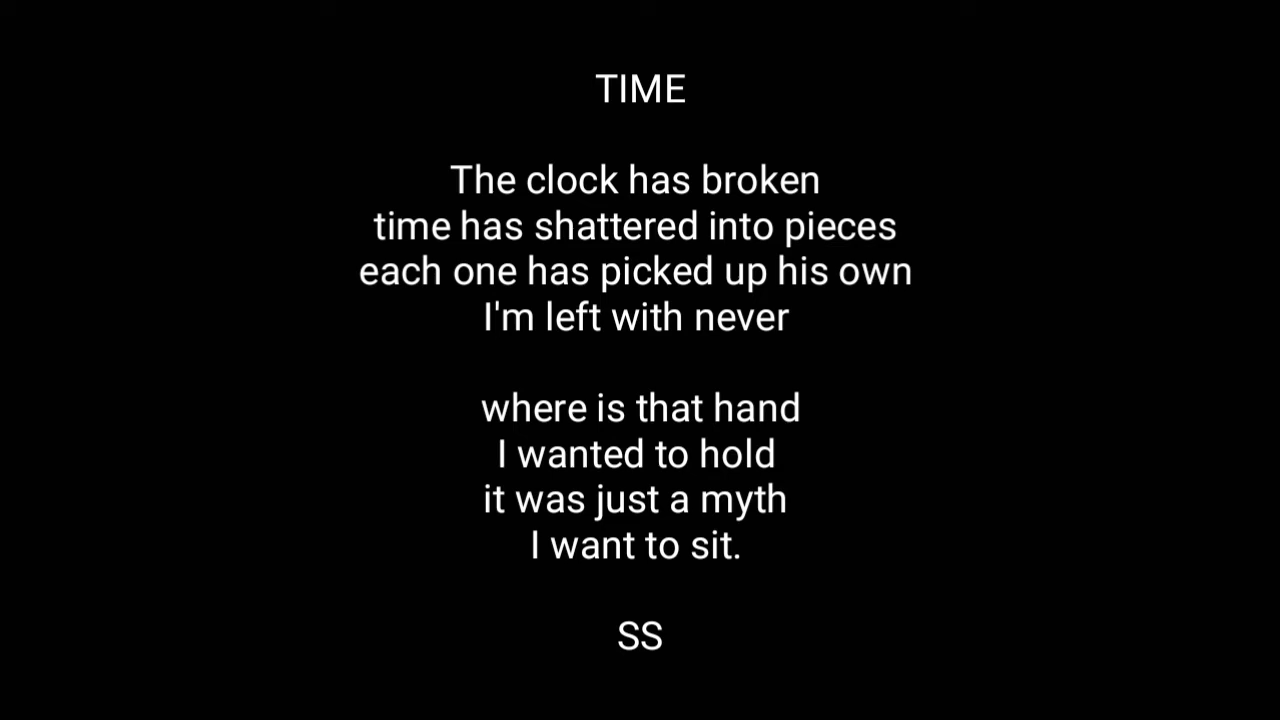 TIME
The clock has broken
time has shattered into pieces
each one has picked up his own
I'm left with never
where is that hand
I wanted to hold
it was just a myth
I want to sit.
SS